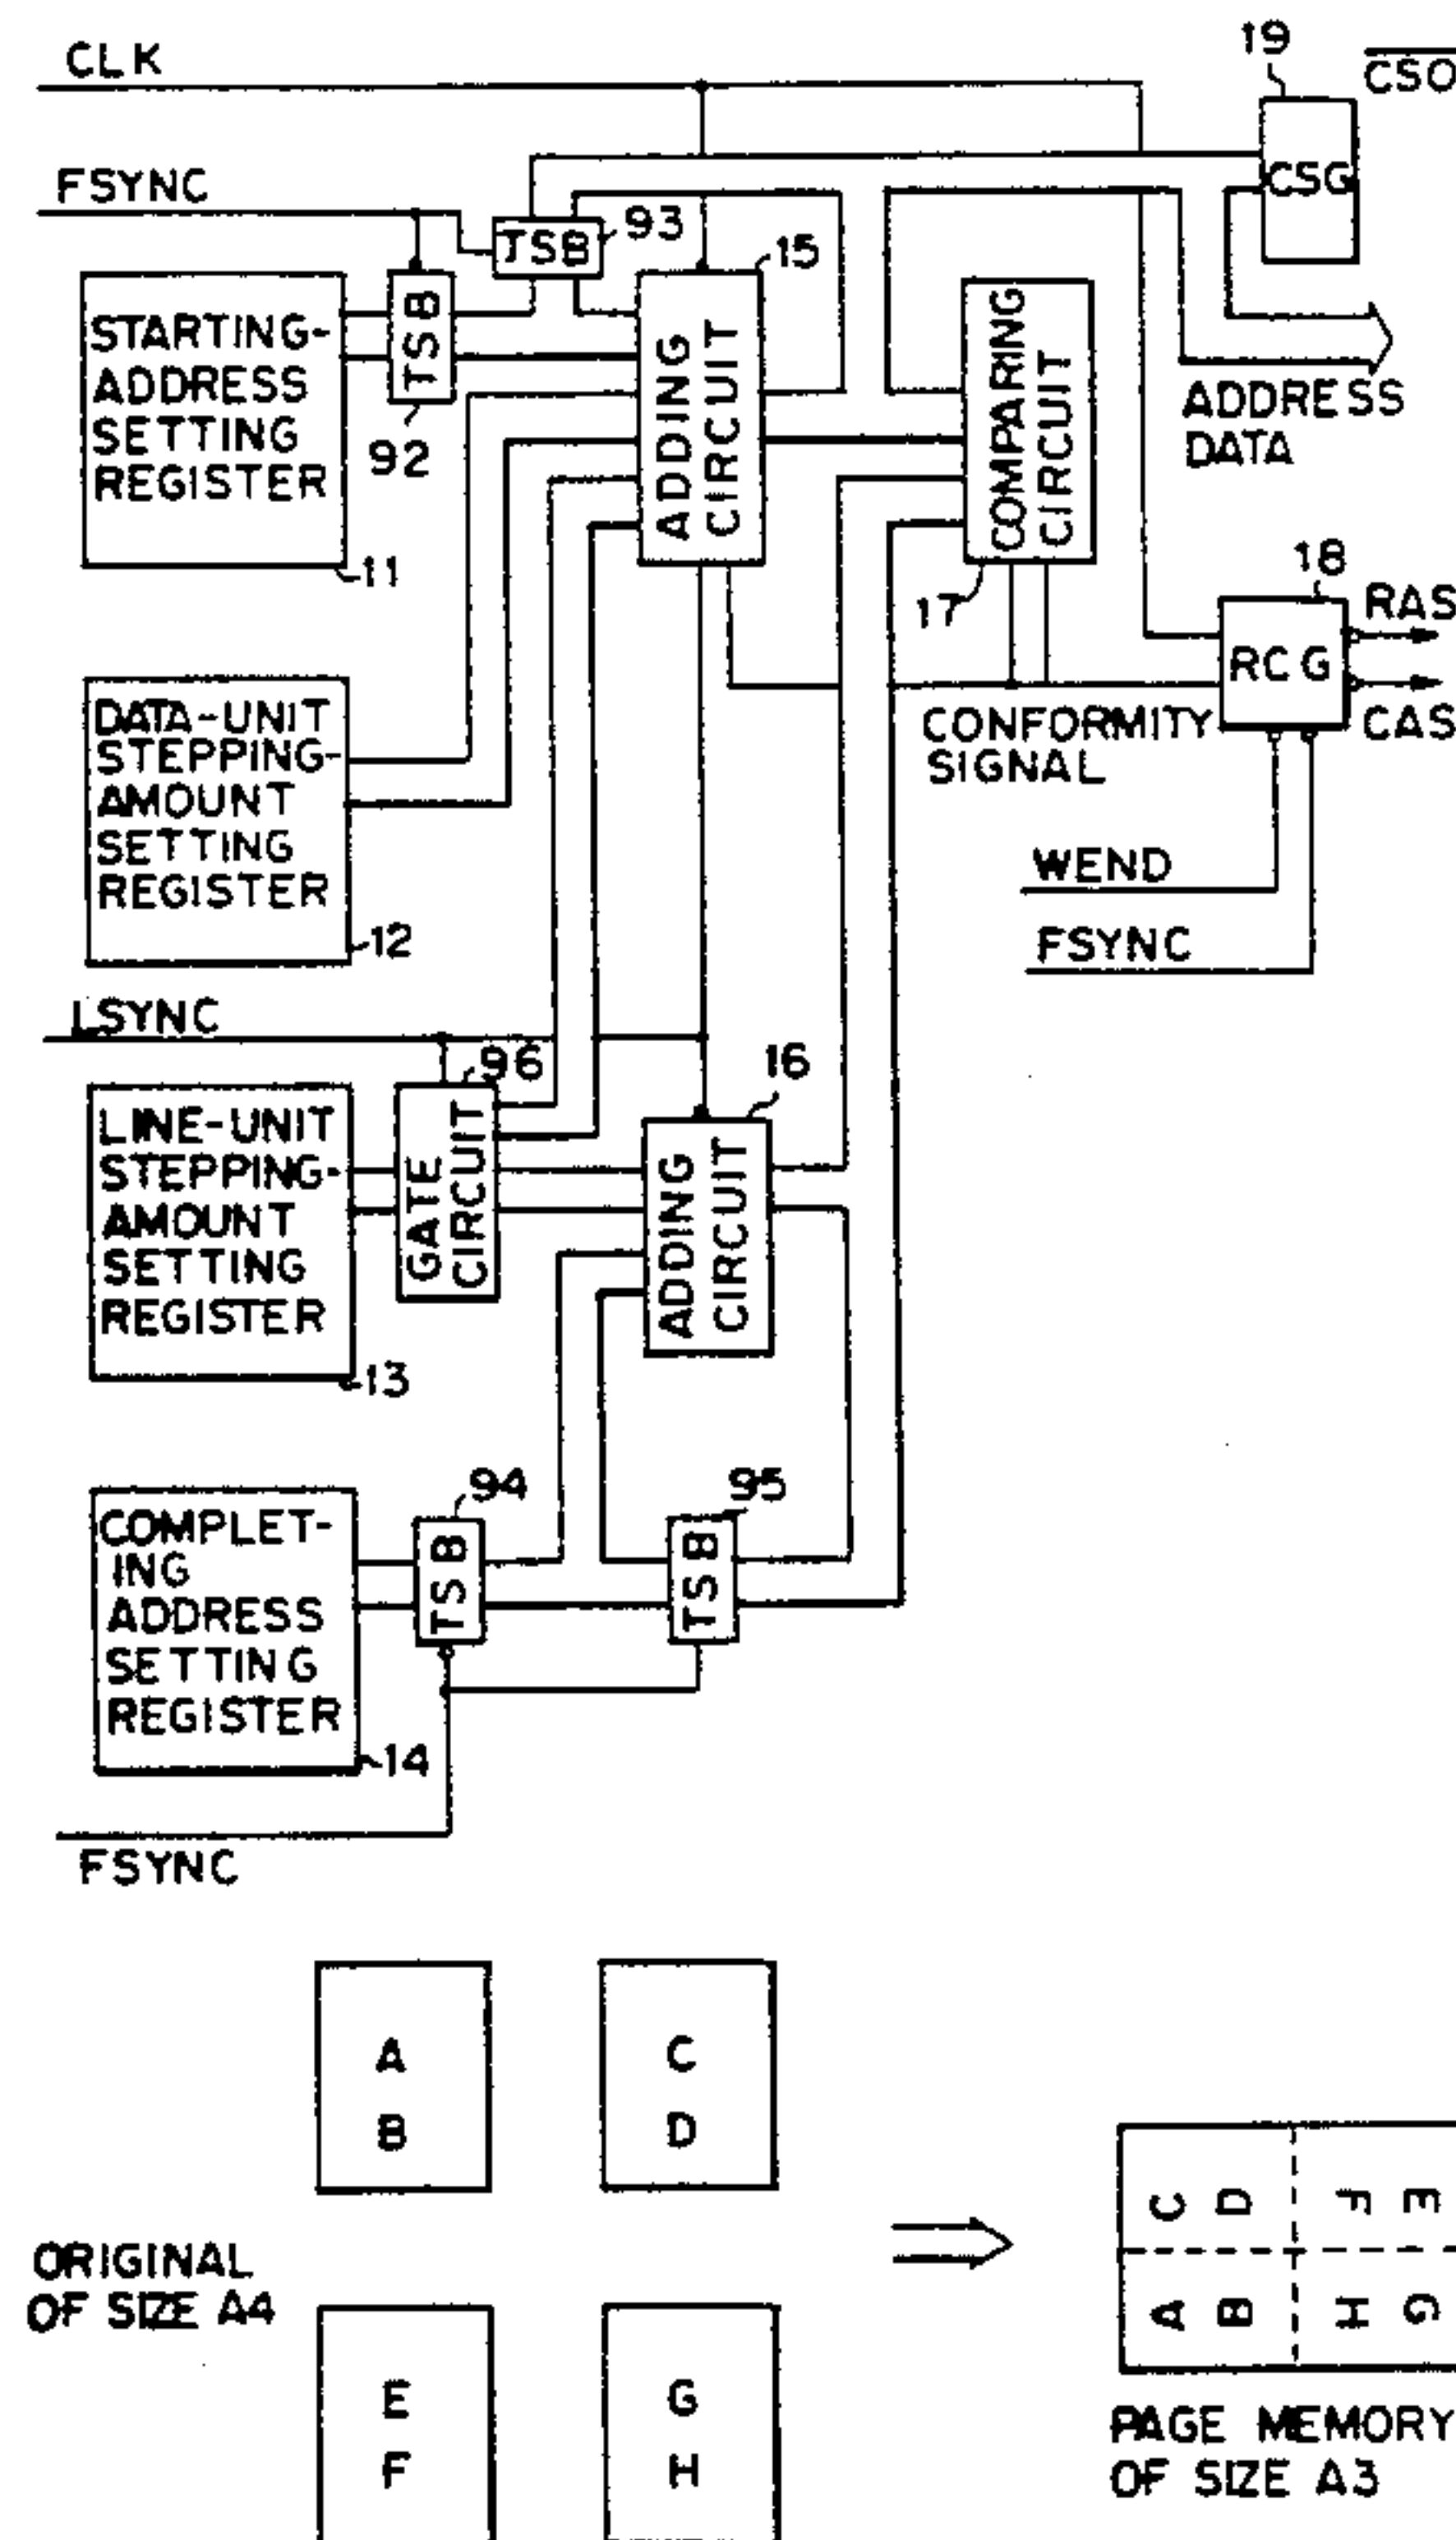 CLK
19
CSO
FSYNC
TSB
93
CSG
15
STARTING-
ADDRESS
SETTING
REGISTER
TSB
92
11
ADDING
CIRCUIT
COMPARING
CIRCUIT
17
ADDRESS
DATA
18
RAS
RCG
CAS
CONFORMITY
SIGNAL
DATA-UNIT
STEPPING-
AMOUNT
SETTING
REGISTER
12
WEND
FSYNC
LSYNC
96
16
LINE-UNIT
STEPPING-
AMOUNT
SETTING
REGISTER
13
GATE
CIRCUIT
ADDING
CIRCUIT
94
95
COMPLET-
ING
ADDRESS
SETTING
REGISTER
14
TSB
TSB
FSYNC
A
B
C
D
ORIGINAL
OF SIZE A4
E
F
G
H
C D F E
A B H G
PAGE MEMORY
OF SIZE A3